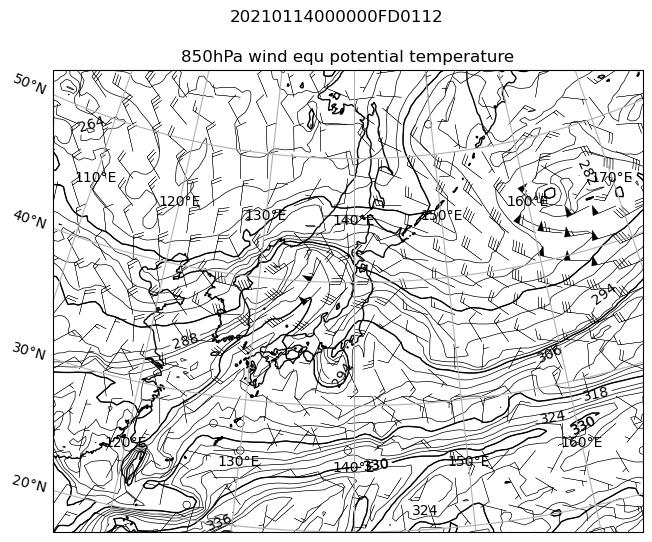 20210114000000FD0112
850hPa wind equ potential temperature
50°N
264
282
110°E
170°E
120°E
160°E
130°E
150°E
140°E
40°N
294
288
306
30°N
294
318
324
330
120°E
160°E
130°E
150°E
140°E
330
20°N
324
336